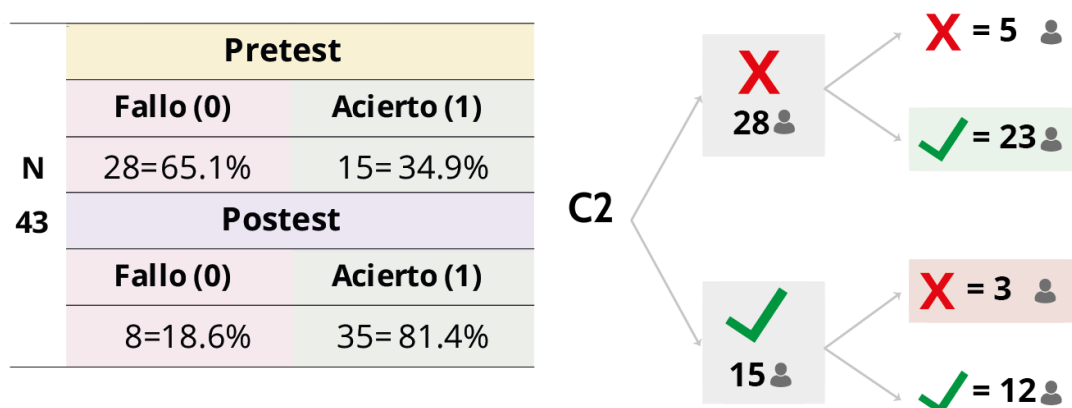 Pretest
Fallo (0) Acierto (1)
N 28=65.1% 15= 34.9%
43 Postest
Fallo (0) Acierto (1)
8=18.6% 35= 81.4%
C2
X
28
X = 5
✓ = 23
✓
15
X = 3
✓ = 12